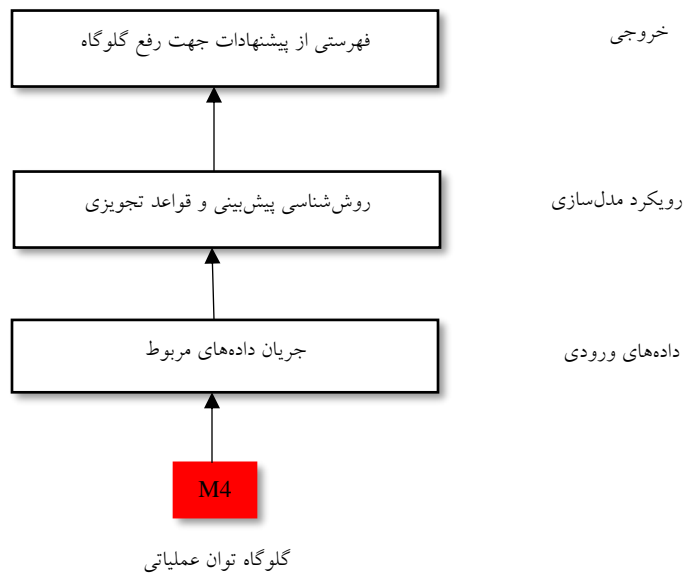 خروجی
فهرستی از پیشنهادات جهت رفع گلوگاه
رویکرد مدل‌سازی
روش‌شناسی پیش‌بینی و قواعد تجویزی
داده‌های ورودی
جریان داده‌های مربوط
M4
گلوگاه توان عملیاتی